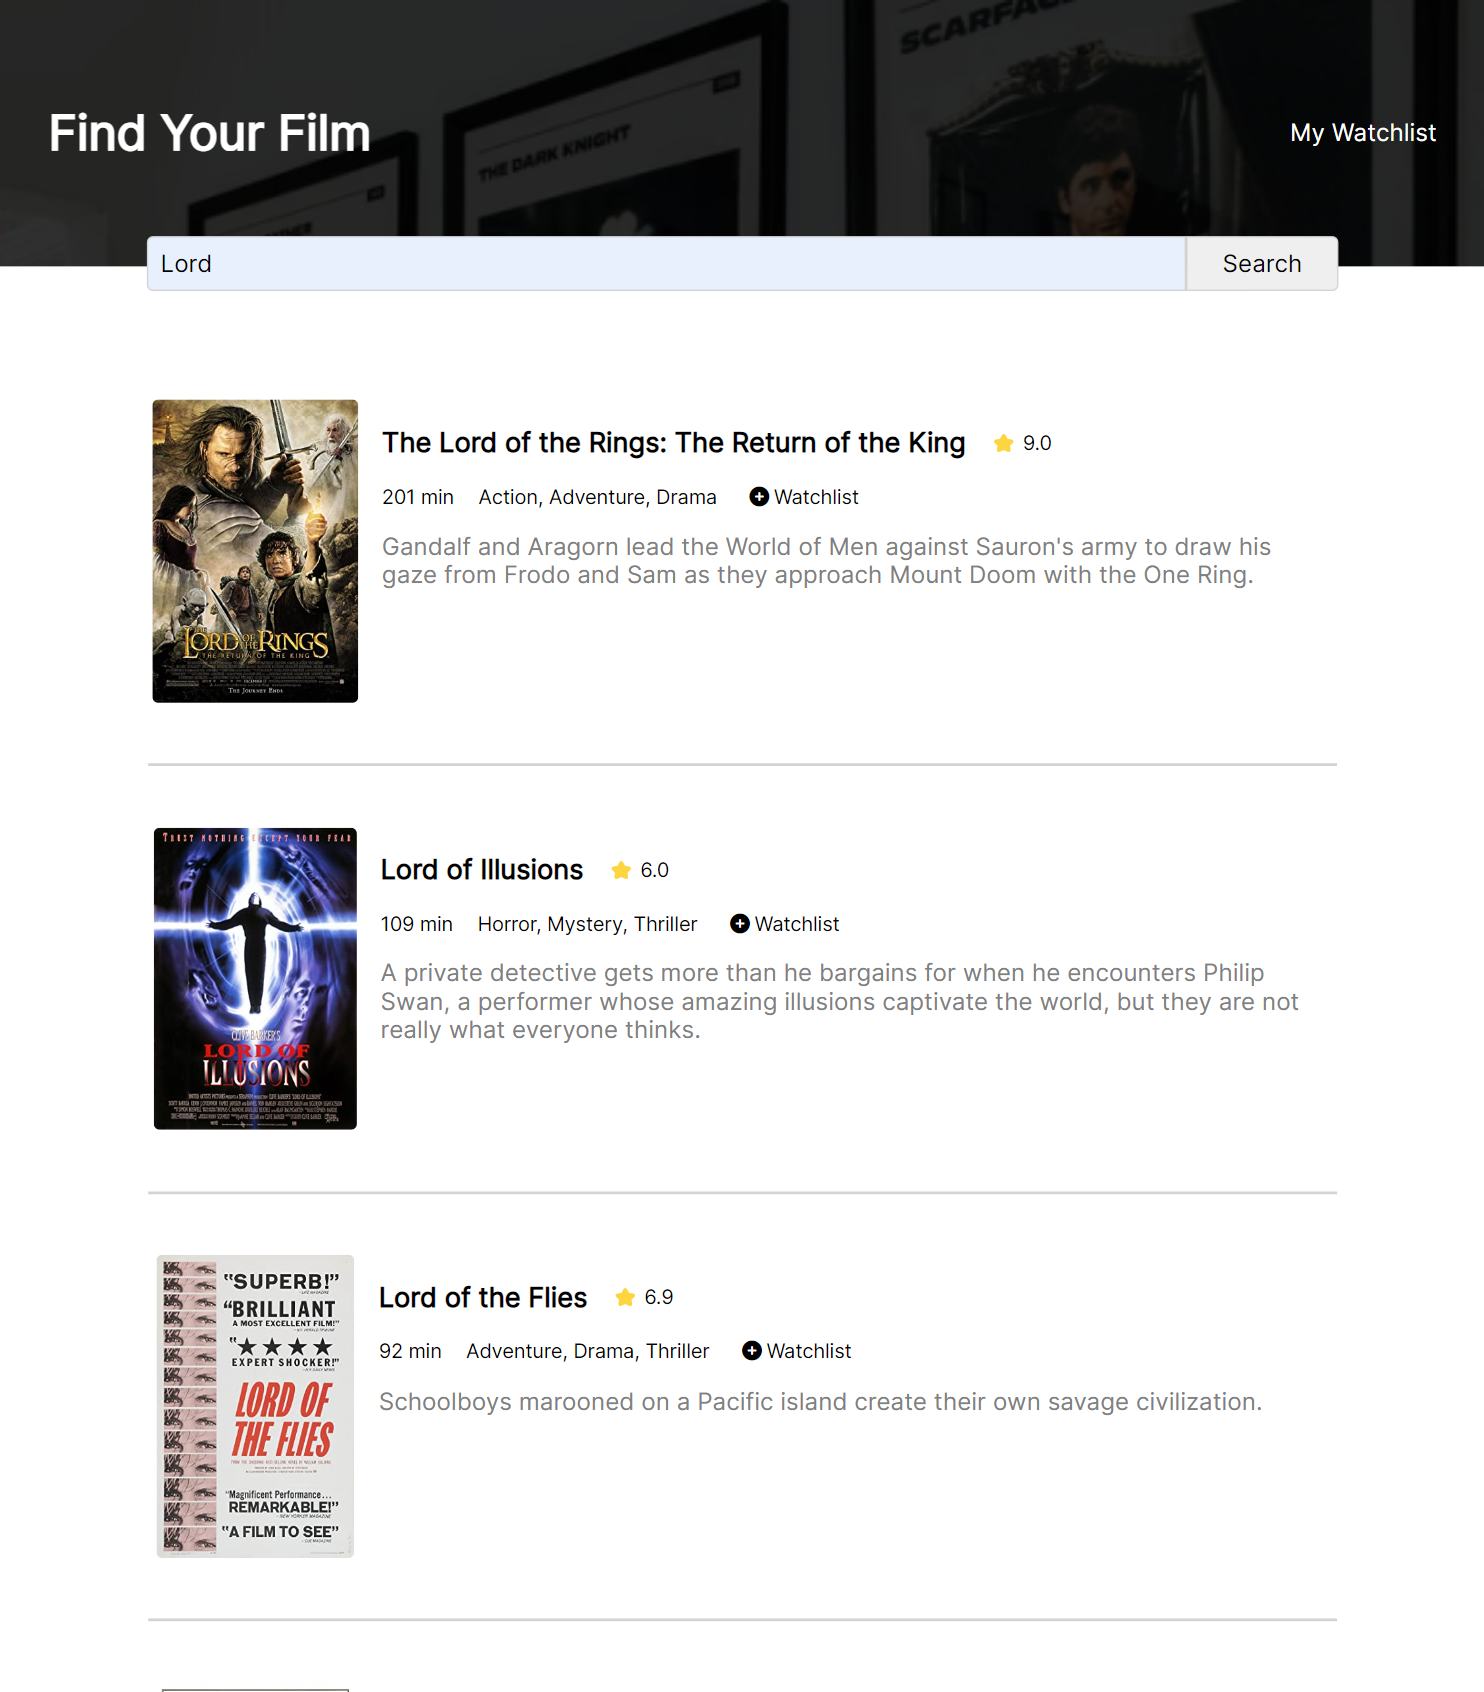 SCARFACE
THE DARK KNIGHT
Find Your Film
My Watchlist
Lord
Search
The Lord of the Rings: The Return of the King 9.0
201 min Action, Adventure, Drama Watchlist
Gandalf and Aragorn lead the World of Men against Sauron's army to draw his
gaze from Frodo and Sam as they approach Mount Doom with the One Ring.
THE
LORD OF THE RINGS
THE RETURN OF THE KING
THE JOURNEY ENDS
TRUST NOTHING EXCEPT YOUR FEAR
Lord of Illusions 6.0
109 min Horror, Mystery, Thriller Watchlist
A private detective gets more than he bargains for when he encounters Philip
Swan, a performer whose amazing illusions captivate the world, but they are not
really what everyone thinks.
CLIVE BARKER'S
LORD OF
ILLUSIONS
"SUPERB!"
"BRILLIANT
A MOST EXCELLENT FILM!"
"★★★★
EXPERT SHOCKER!"
LORD OF
THE FLIES
"Magnificent Performance...
REMARKABLE!"
"A FILM TO SEE"
Lord of the Flies 6.9
92 min Adventure, Drama, Thriller Watchlist
Schoolboys marooned on a Pacific island create their own savage civilization.